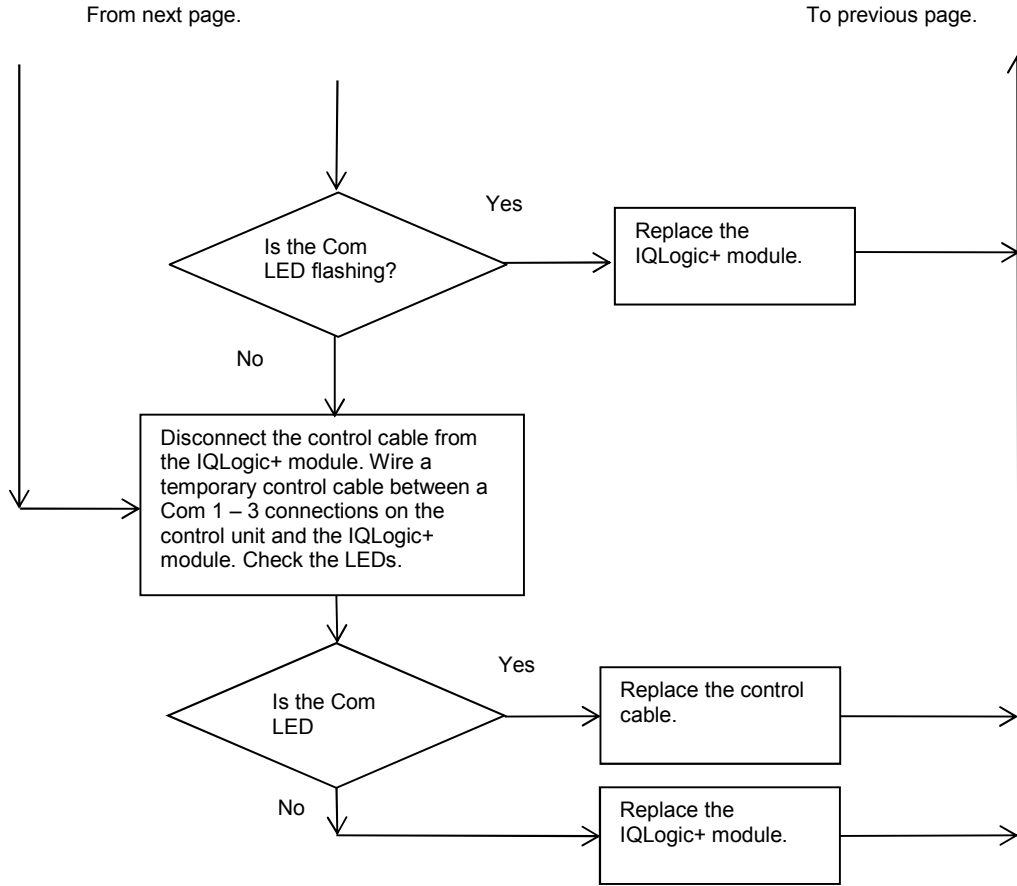 From next page.
To previous page.
Yes
Is the Com
LED flashing?
Replace the
IQLogic+ module.
No
Disconnect the control cable from
the IQLogic+ module. Wire a
temporary control cable between a
Com 1 – 3 connections on the
control unit and the IQLogic+
module. Check the LEDs.
Yes
Is the Com
LED
Replace the control
cable.
No
Replace the
IQLogic+ module.